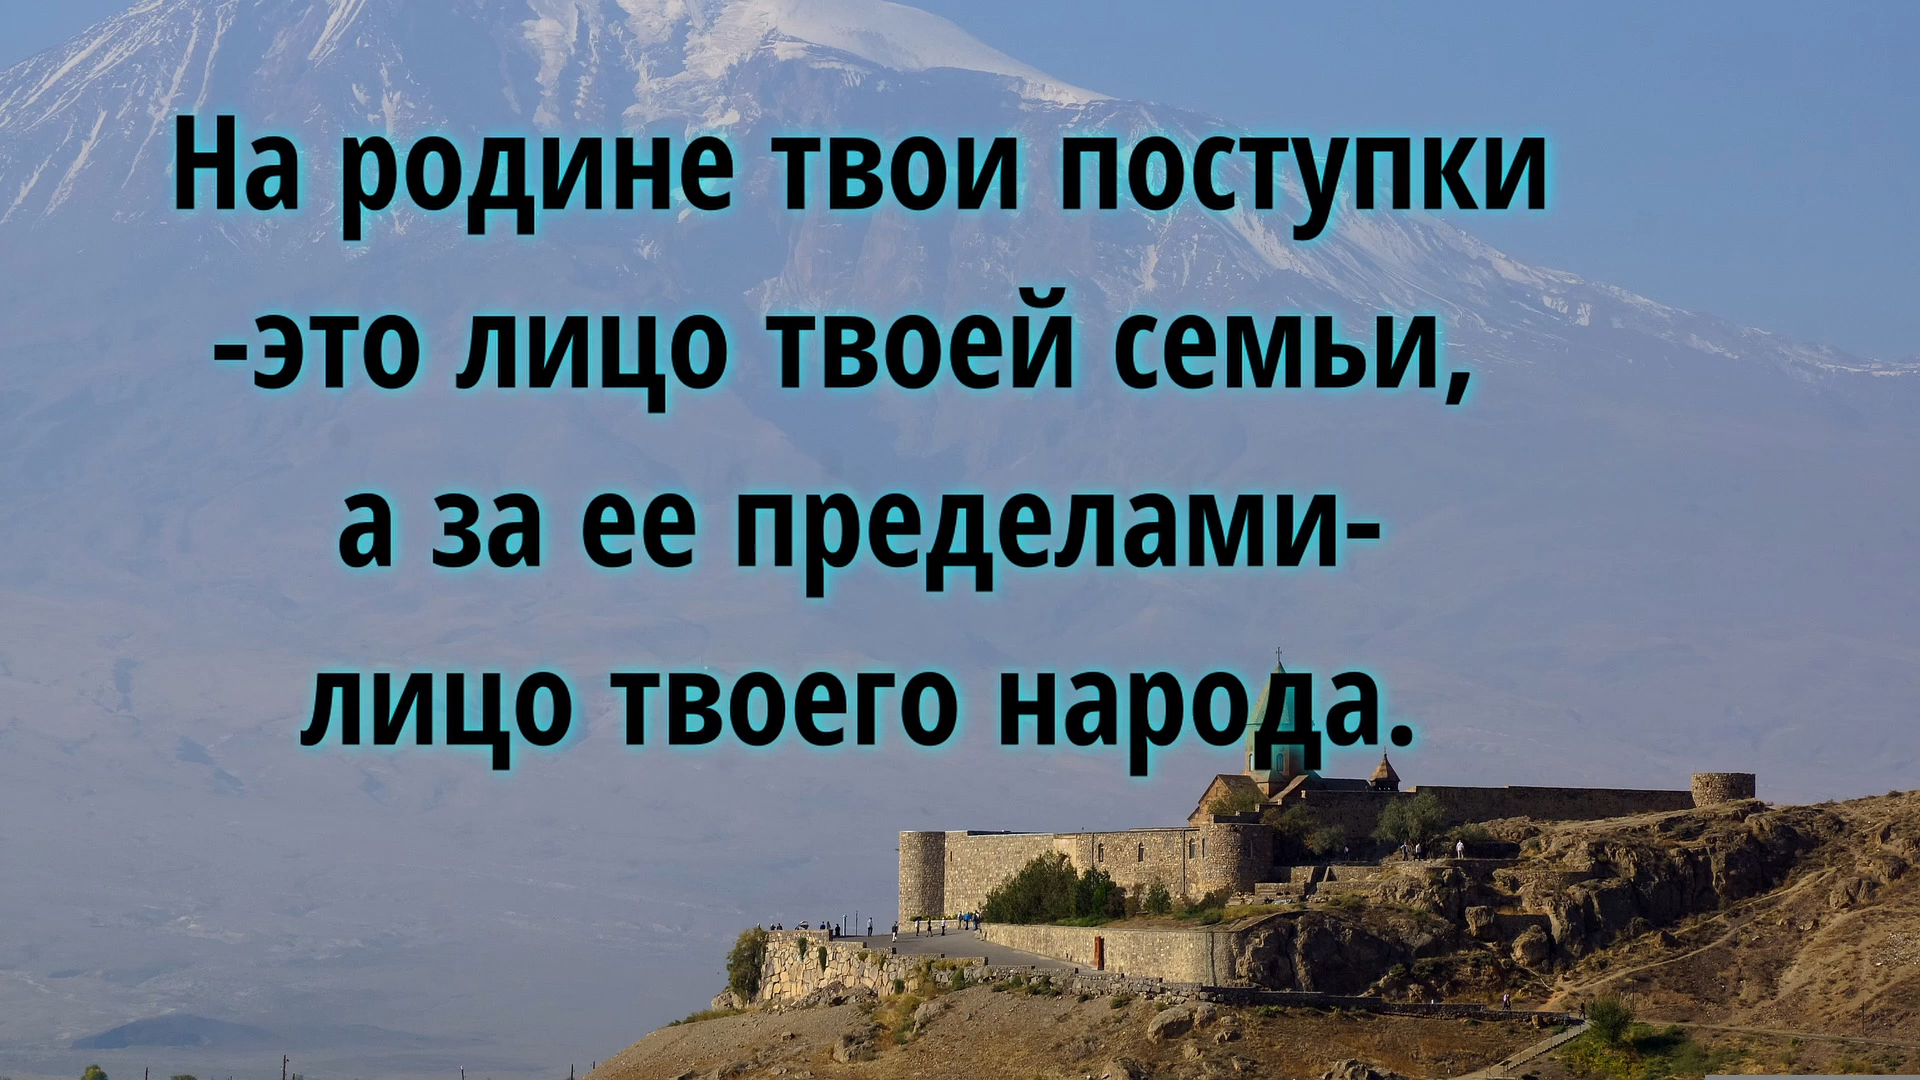 На родине твои поступки
-это лицо твоей семьи,
а за ее пределами-
лицо твоего народа.